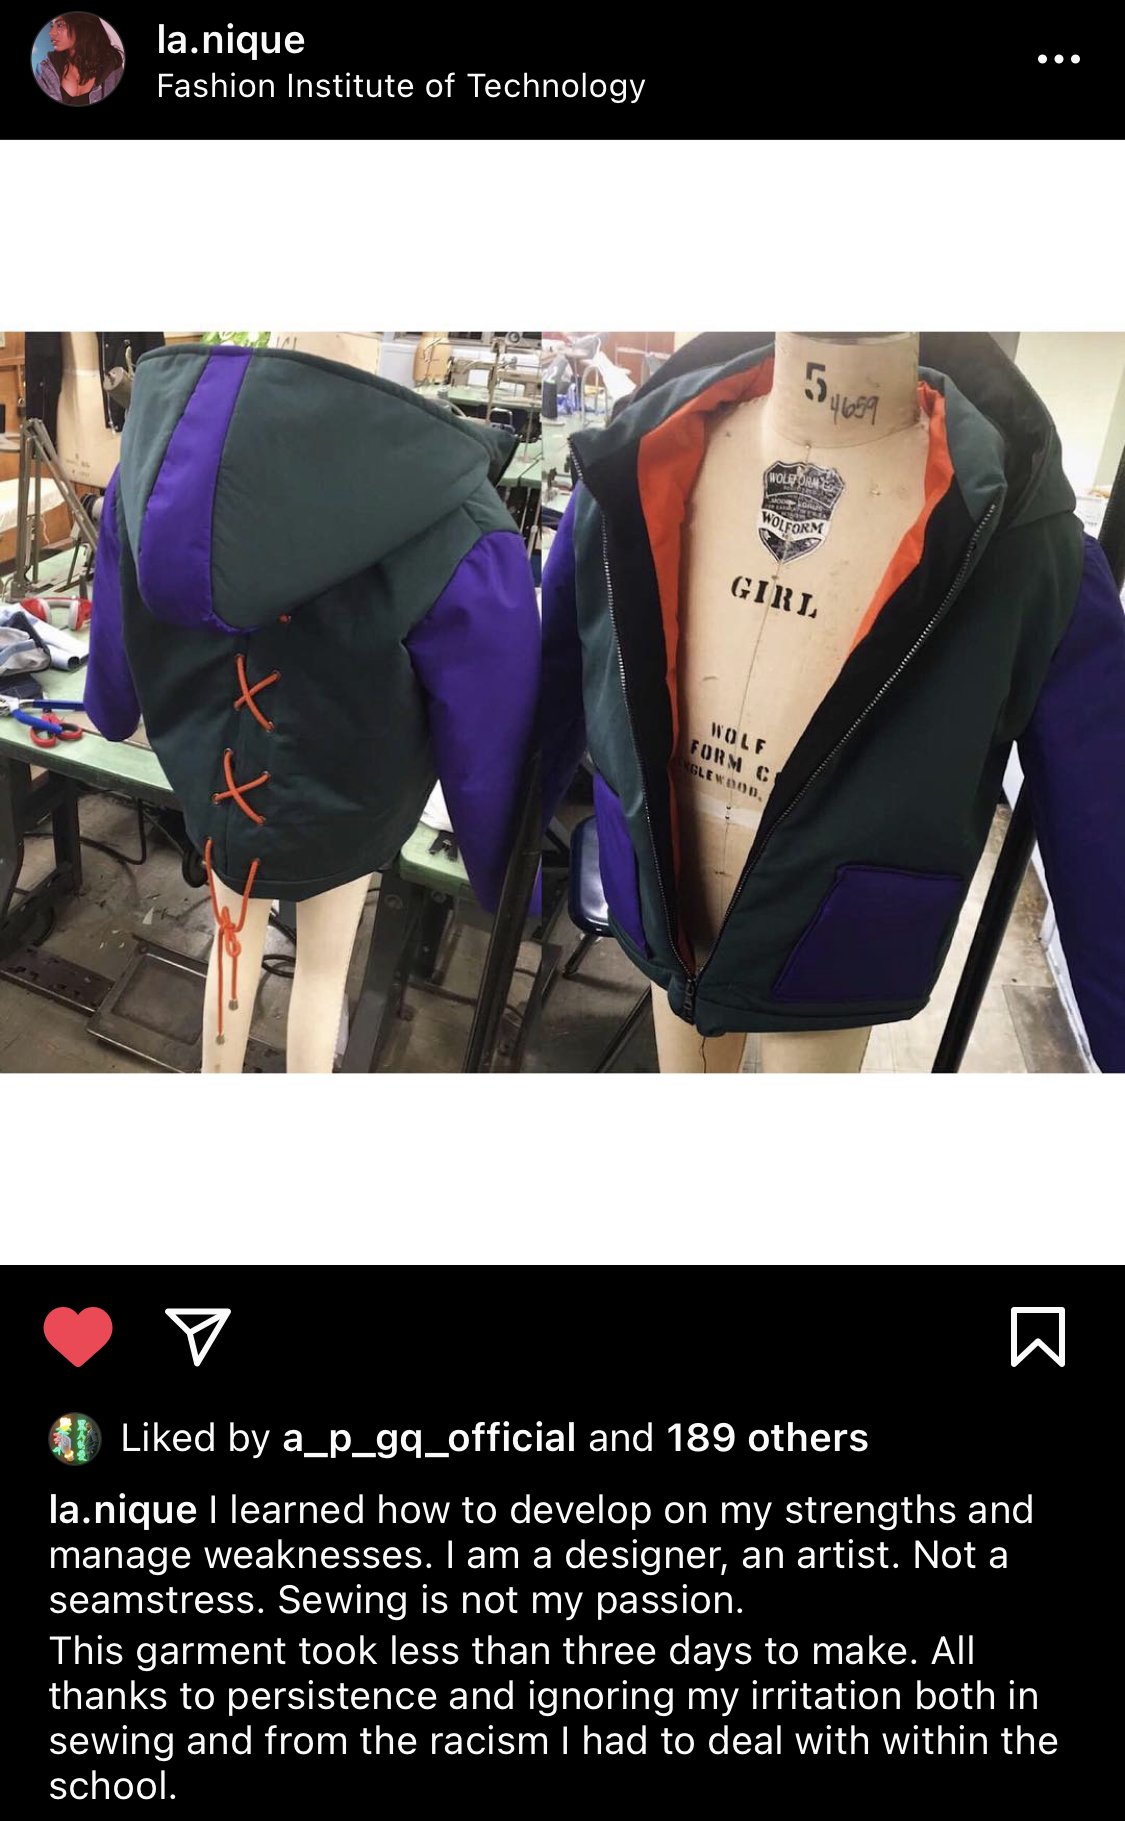 la.nique
Fashion Institute of Technology
5 4659
WOLFORM
GIRL
WOLF
FORM C
GLEWOOD,
Liked by a_p_gq_official and 189 others
la.nique I learned how to develop on my strengths and
manage weaknesses. I am a designer, an artist. Not a
seamstress. Sewing is not my passion.
This garment took less than three days to make. All
thanks to persistence and ignoring my irritation both in
sewing and from the racism I had to deal with within the
school.